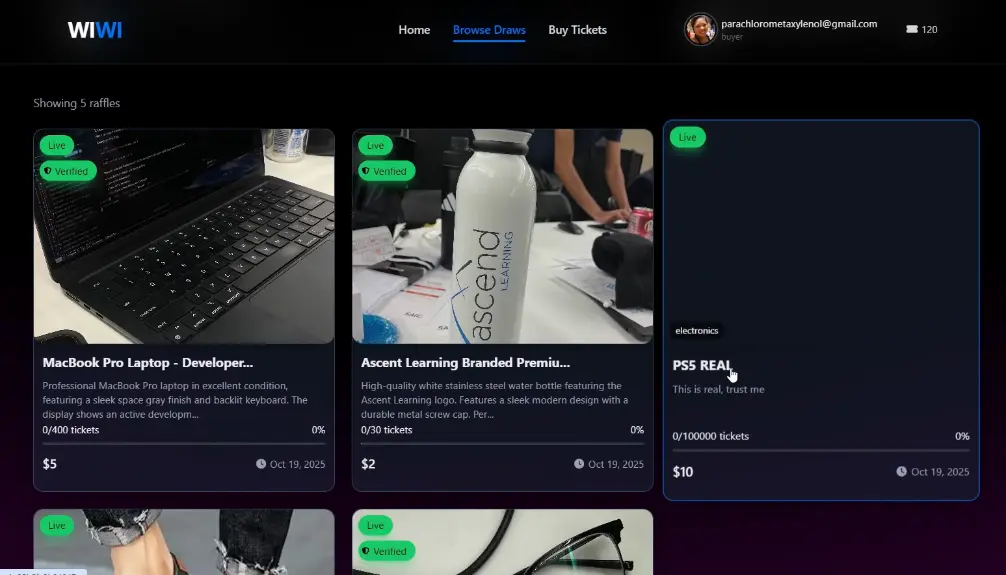 WIWI
Home
Browse Draws
Buy Tickets
parachlorometaxylenol@gmail.com
buyer
120
Showing 5 raffles
Live
Verified
MacBook Pro Laptop - Developer...
Professional MacBook Pro laptop in excellent condition,
featuring a sleek space gray finish and backlit keyboard. The
display shows an active developm...
0/400 tickets
0%
$5
Oct 19, 2025
Live
Verified
ascend
LEARNING
Ascent Learning Branded Premiu...
High-quality white stainless steel water bottle featuring the
Ascent Learning logo. Features a sleek modern design with a
durable metal screw cap. Per...
0/30 tickets
0%
$2
Oct 19, 2025
Live
electronics
PS5 REAL
This is real, trust me
0/100000 tickets
0%
$10
Oct 19, 2025
Live
Live
Verified